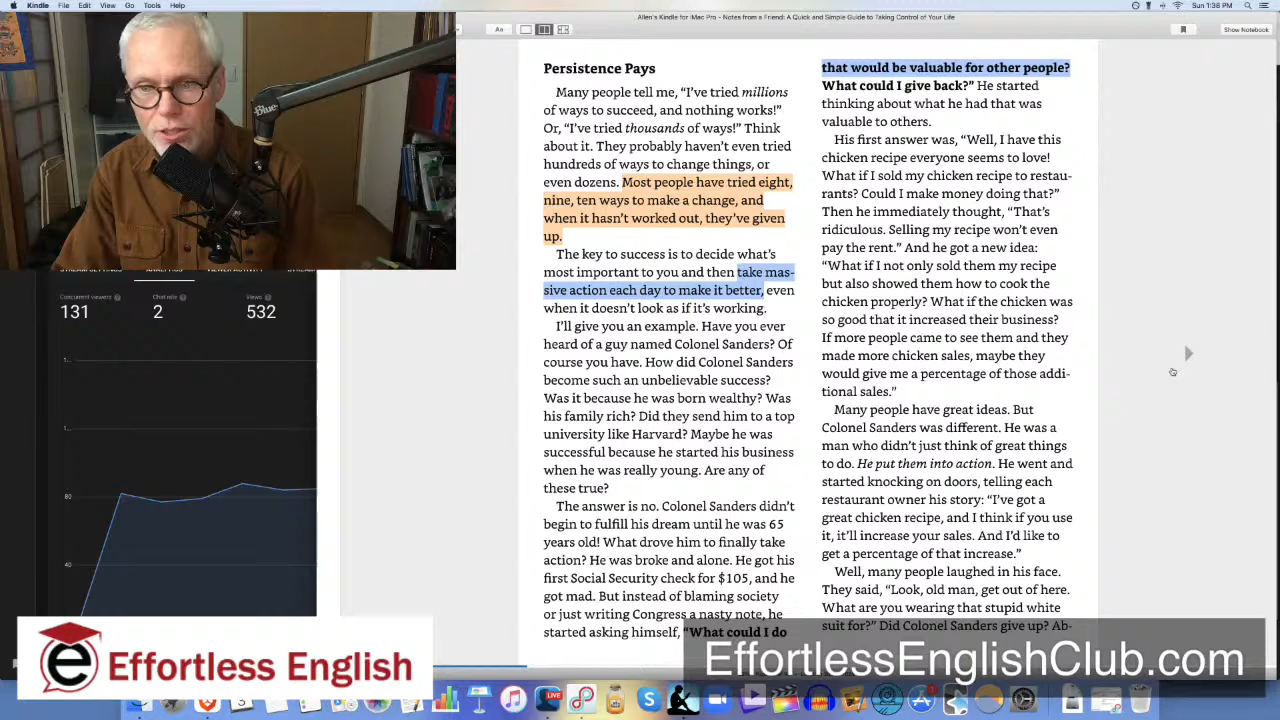 Kindle File Edit View Go Tools Help
Sun 1:38 PM
Allen's Kindle for iMac Pro - Notes from a Friend: A Quick and Simple Guide to Taking Control of Your Life
Aa
Show Notebook
Persistence Pays
Many people tell me, “I’ve tried millions
of ways to succeed, and nothing works!”
Or, “I’ve tried thousands of ways!” Think
about it. They probably haven’t even tried
hundreds of ways to change things, or
even dozens. Most people have tried eight,
nine, ten ways to make a change, and
when it hasn’t worked out, they’ve given
up.
The key to success is to decide what’s
most important to you and then take mas-
sive action each day to make it better, even
when it doesn’t look as if it’s working.
I’ll give you an example. Have you ever
heard of a guy named Colonel Sanders? Of
course you have. How did Colonel Sanders
become such an unbelievable success?
Was it because he was born wealthy? Was
his family rich? Did they send him to a top
university like Harvard? Maybe he was
successful because he started his business
when he was really young. Are any of
these true?
The answer is no. Colonel Sanders didn’t
begin to fulfill his dream until he was 65
years old! What drove him to finally take
action? He was broke and alone. He got his
first Social Security check for $105, and he
got mad. But instead of blaming society
or just writing Congress a nasty note, he
started asking himself, “What could I do
that would be valuable for other people?
What could I give back?” He started
thinking about what he had that was
valuable to others.
His first answer was, “Well, I have this
chicken recipe everyone seems to love!
What if I sold my chicken recipe to restau-
rants? Could I make money doing that?”
Then he immediately thought, “That’s
ridiculous. Selling my recipe won’t even
pay the rent.” And he got a new idea:
“What if I not only sold them my recipe
but also showed them how to cook the
chicken properly? What if the chicken was
so good that it increased their business?
If more people came to see them and they
made more chicken sales, maybe they
would give me a percentage of those addi-
tional sales.”
Many people have great ideas. But
Colonel Sanders was different. He was a
man who didn’t just think of great things
to do. He put them into action. He went and
started knocking on doors, telling each
restaurant owner his story: “I’ve got a
great chicken recipe, and I think if you use
it, it’ll increase your sales. And I’d like to
get a percentage of that increase.”
Well, many people laughed in his face.
They said, “Look, old man, get out of here.
What are you wearing that stupid white
suit for?” Did Colonel Sanders give up? Ab-
Blue
Concurrent viewers Chat rate Views
131 2 532
80
40
e Effortless English
EffortlessEnglishClub.com
LIVE